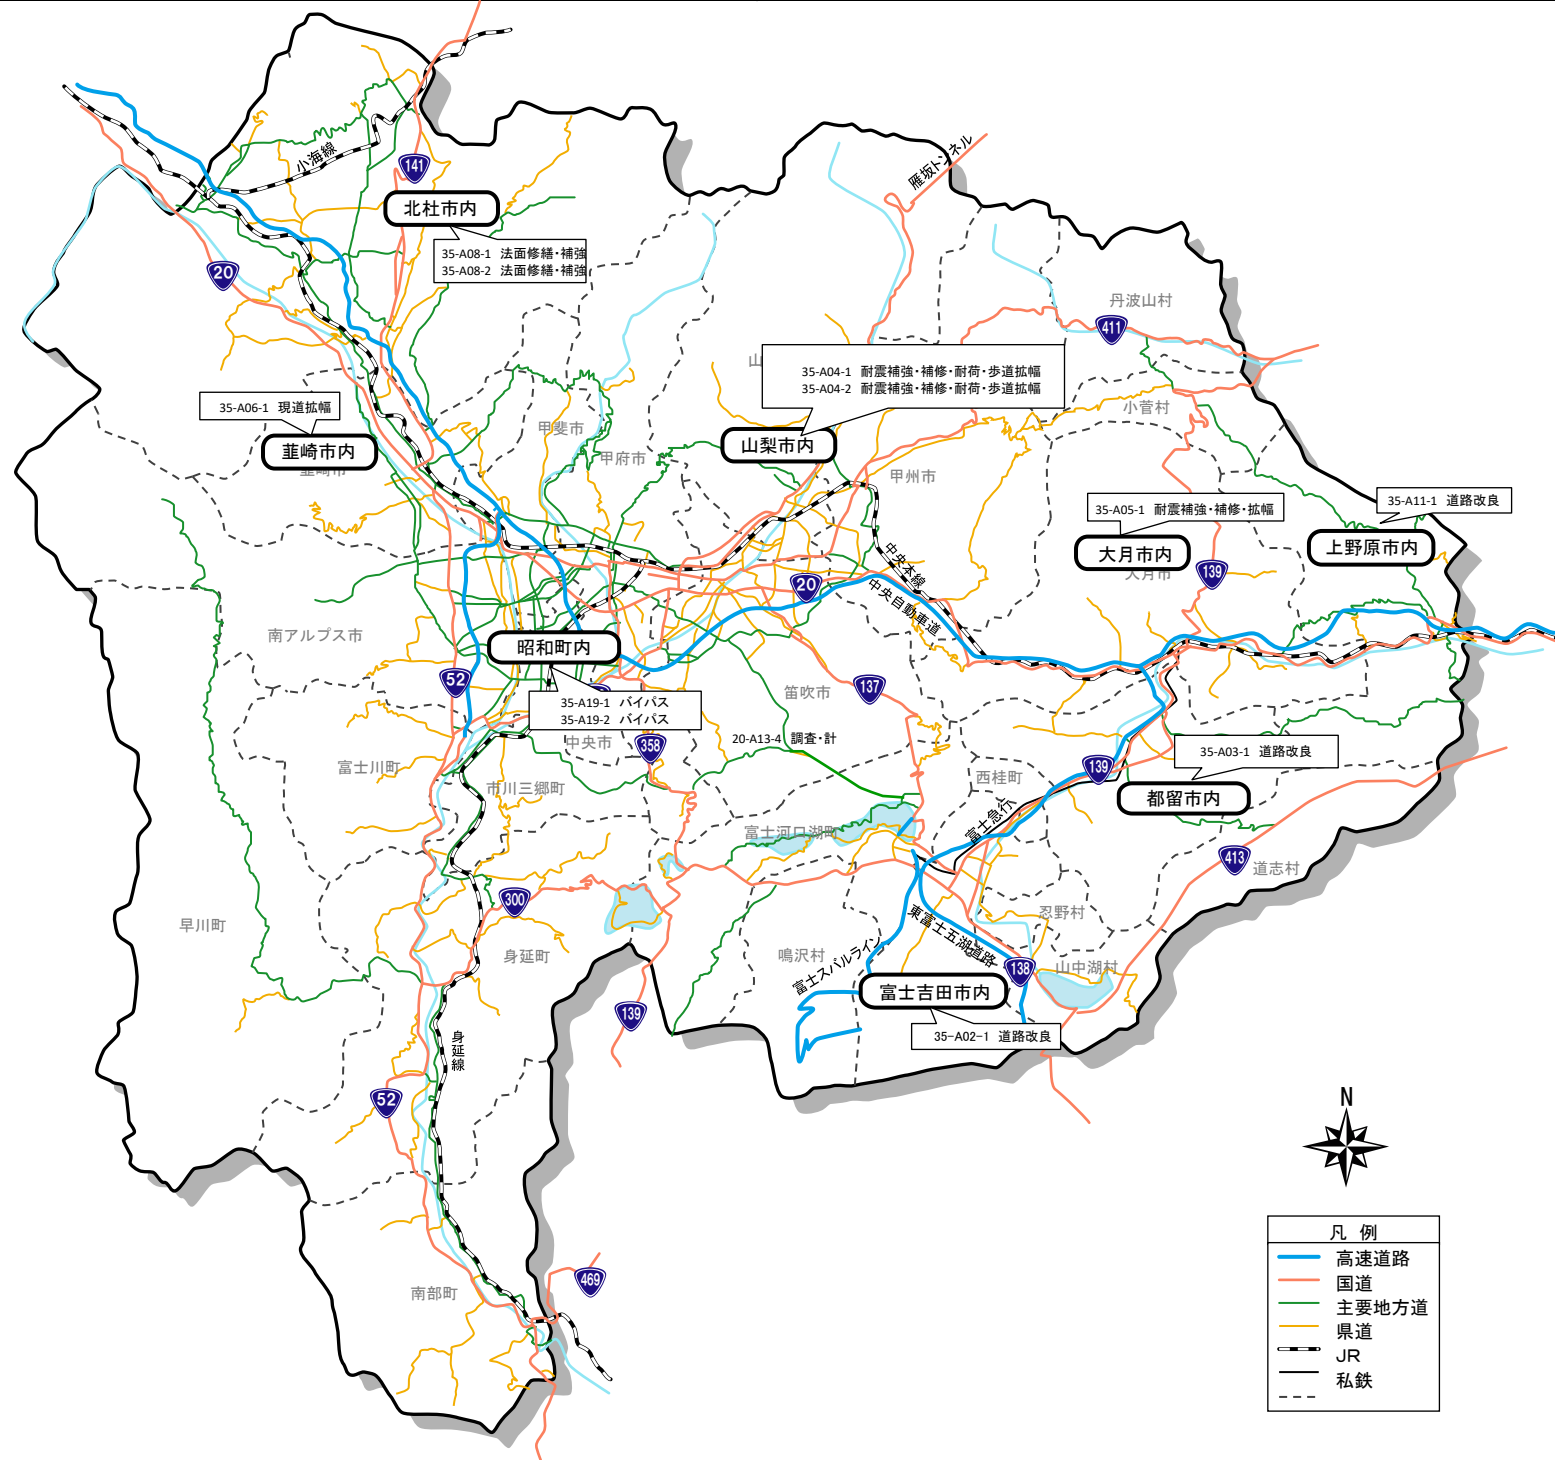 雁坂トンネル
小海線
141
北杜市内
35-A08-1 法面修繕・補強
35-A08-2 法面修繕・補強
20
丹波山村
411
山
35-A04-1 耐震補強・補修・耐荷・歩道拡幅
35-A04-2 耐震補強・補修・耐荷・歩道拡幅
35-A06-1 現道拡幅
小菅村
甲斐市
韮崎市内
山梨市内
甲府市
韮崎市
甲州市
35-A05-1 耐震補強・補修・拡幅
35-A11-1 道路改良
大月市内
上野原市内
中央本線
大月市
139
20
中央自動車道
南アルプス市
昭和町内
52
137
笛吹市
35-A19-1 バイパス
35-A19-2 バイパス
中央市
358
20-A13-4 調査・計
35-A03-1 道路改良
富士川町
139
西桂町
市川三郷町
都留市内
富士急行
富士河口湖町
413
道志村
300
早川町
東富士五湖道路
忍野村
身延町
鳴沢村
富士スバルライン
138
山中湖村
富士吉田市内
139
35-A02-1 道路改良
身延線
52
N
凡 例
高速道路
国道
469
南部町
主要地方道
県道
JR
私鉄